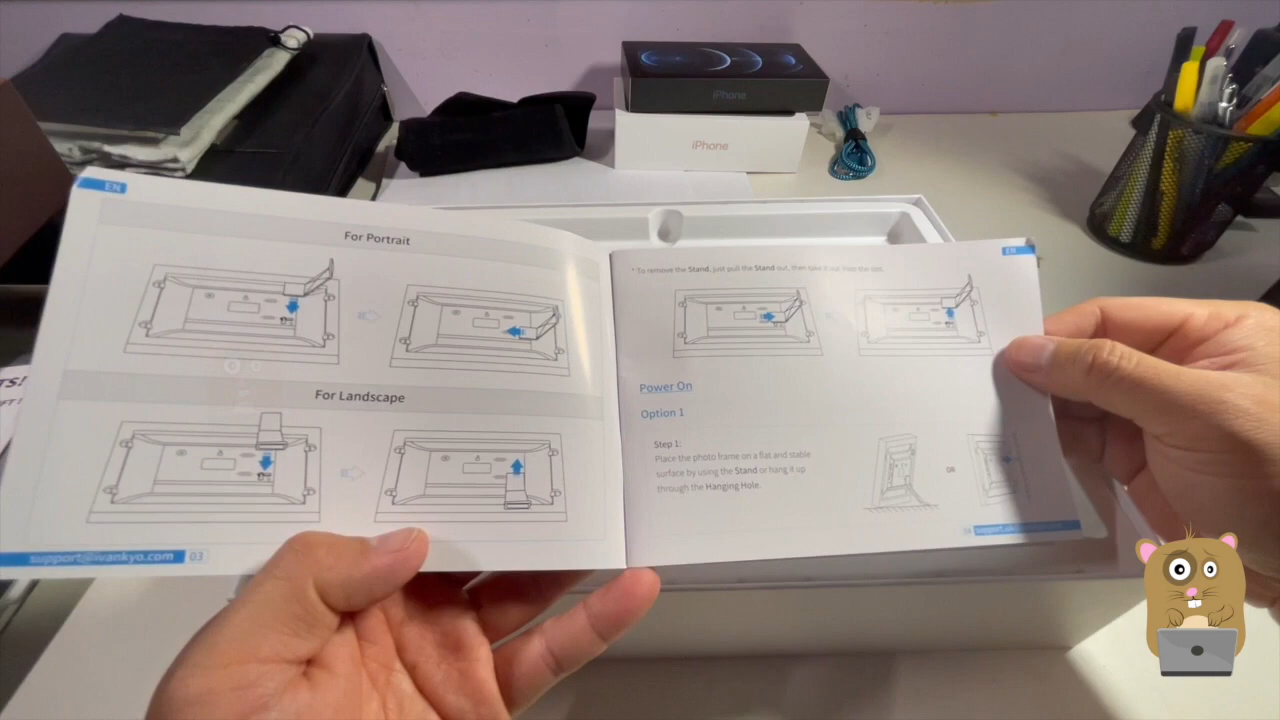 iPhone
iPhone
TS!
EN
For Portrait
For Landscape
support@ivankyo.com 03
EN
* To remove the Stand, just pull the Stand out, then take it out from the slot.
Power On
Option 1
Step 1:
Place the photo frame on a flat and stable
surface by using the Stand or hang it up
through the Hanging Hole.
OR